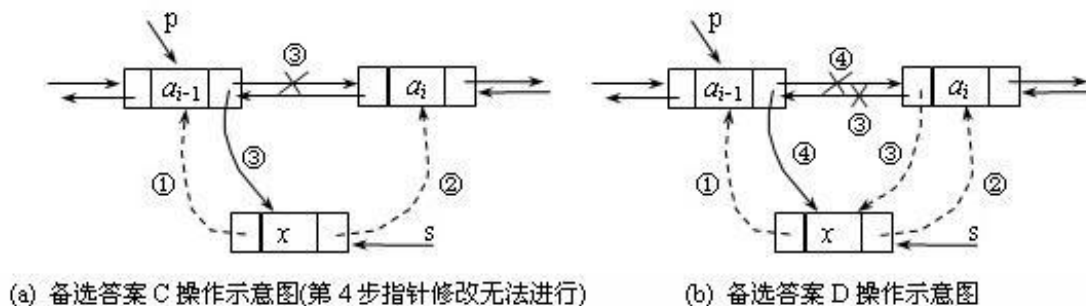 p
③
a_{i-1}
a_i
①
③
②
x
s
(a) 备选答案 C 操作示意图(第 4 步指针修改无法进行)
p
④
a_{i-1}
a_i
③
①
④
③
②
x
s
(b) 备选答案 D 操作示意图